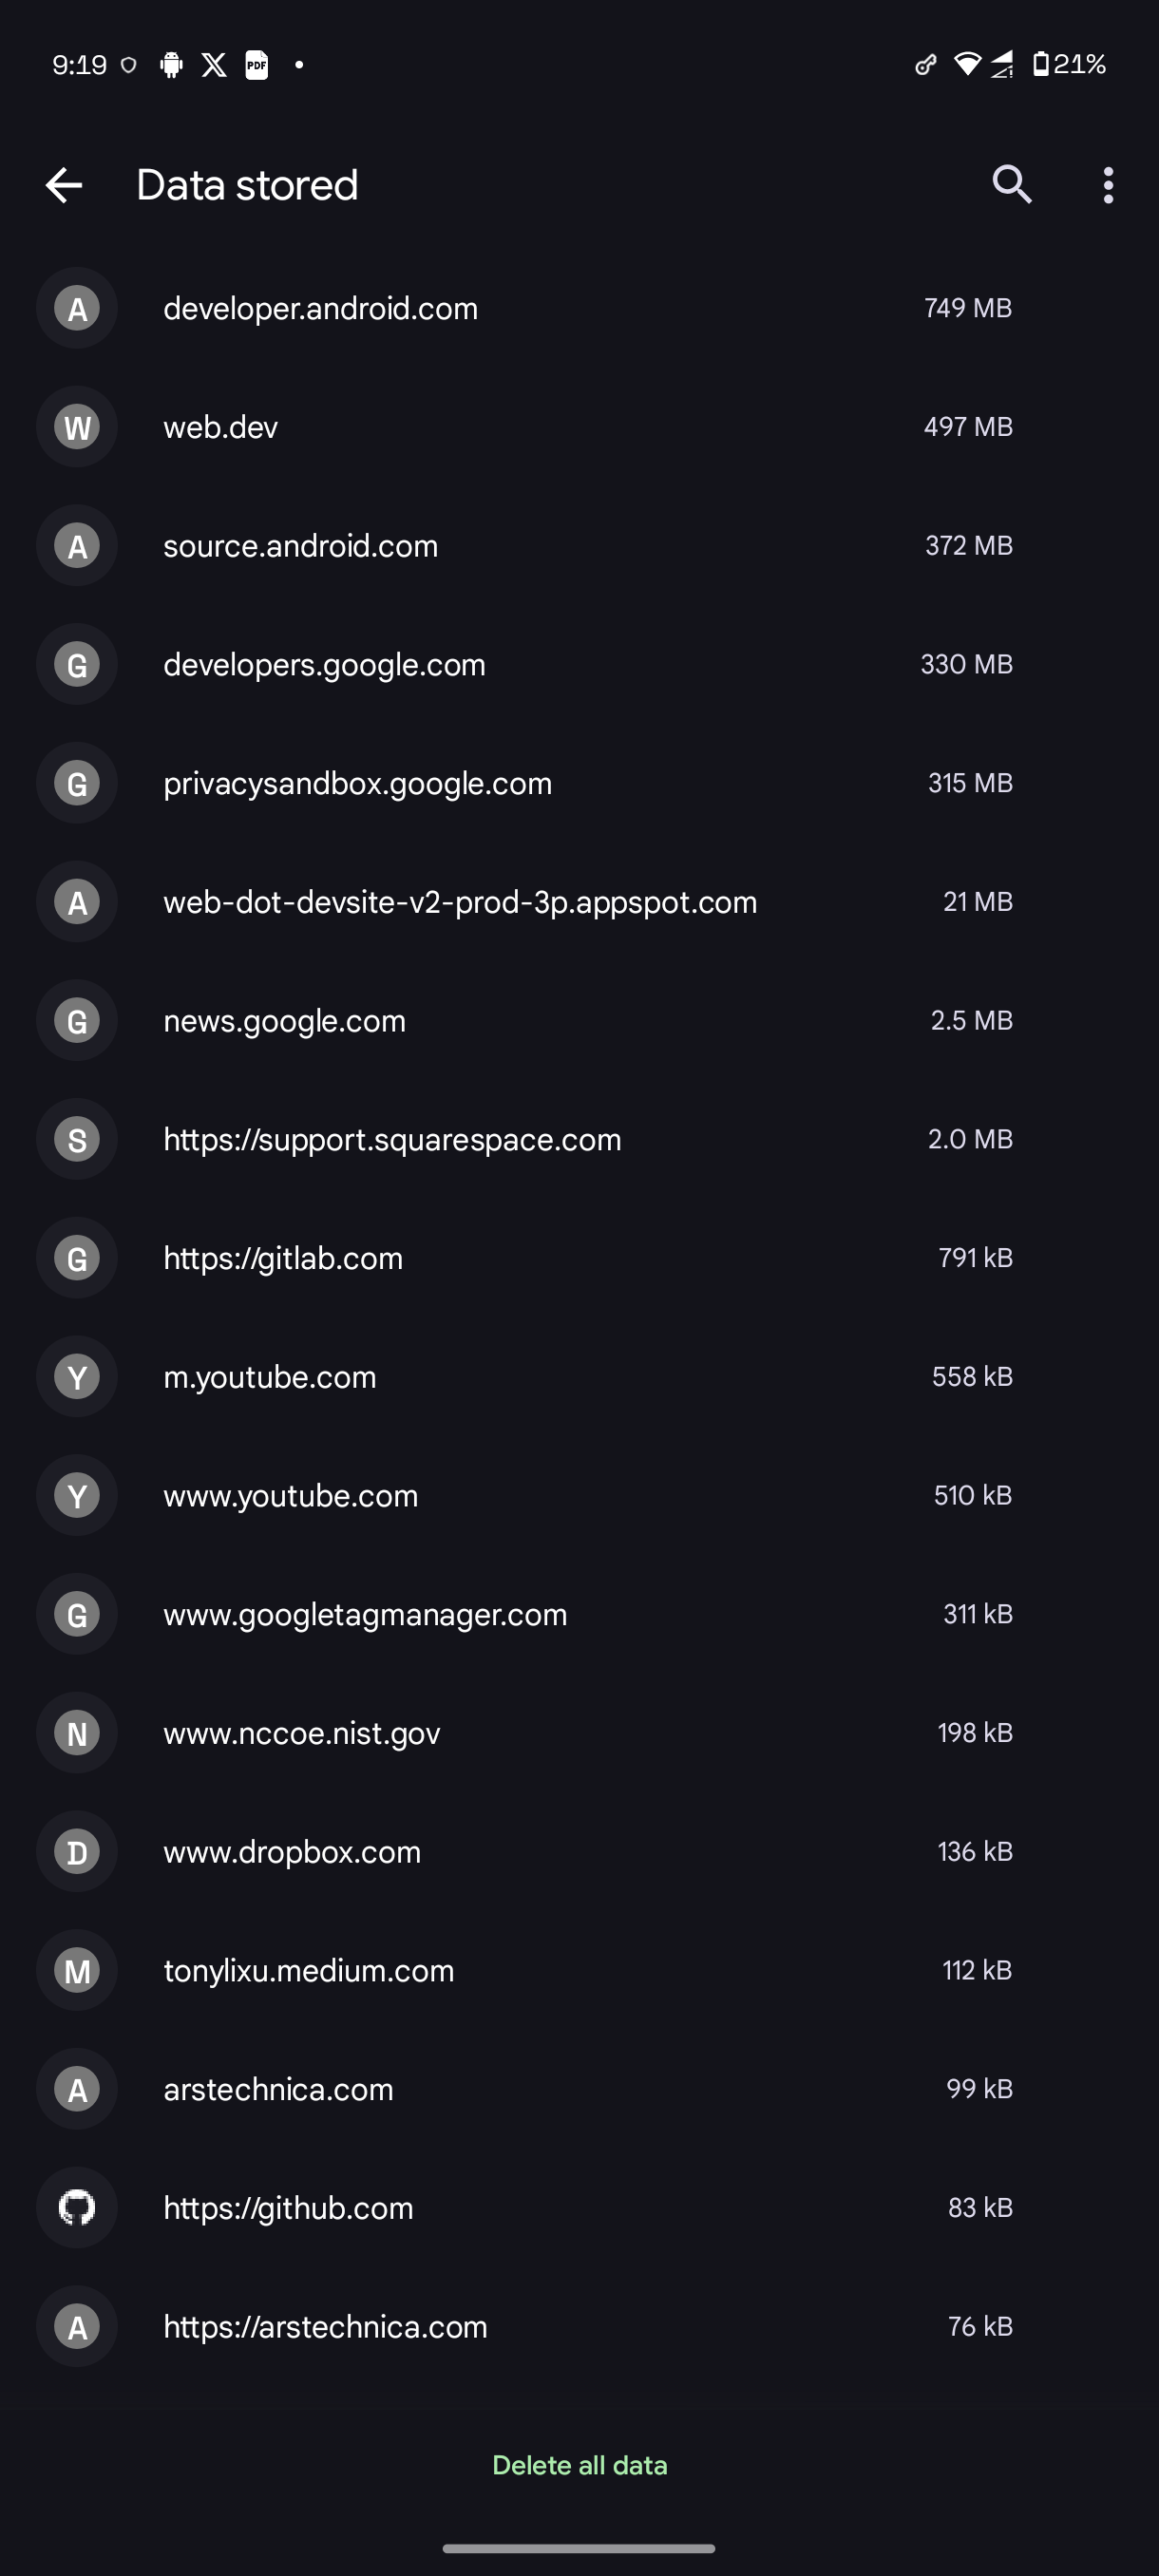 9:19 PDF 21%
Data stored
A developer.android.com 749 MB
W web.dev 497 MB
A source.android.com 372 MB
G developers.google.com 330 MB
G privacysandbox.google.com 315 MB
A web-dot-devsite-v2-prod-3p.appspot.com 21 MB
G news.google.com 2.5 MB
S https://support.squarespace.com 2.0 MB
G https://gitlab.com 791 kB
Y m.youtube.com 558 kB
Y www.youtube.com 510 kB
G www.googletagmanager.com 311 kB
N www.nccoe.nist.gov 198 kB
D www.dropbox.com 136 kB
M tonylixu.medium.com 112 kB
A arstechnica.com 99 kB
https://github.com 83 kB
A https://arstechnica.com 76 kB
Delete all data